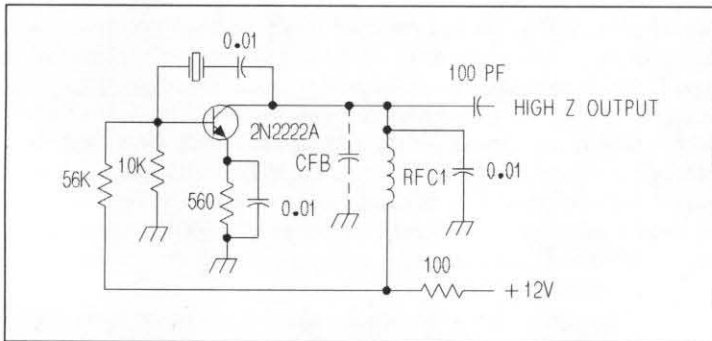 0.01
100 PF
HIGH Z OUTPUT
2N2222A
56K
10K
CFB
RFC1
0.01
560
0.01
100
+12V